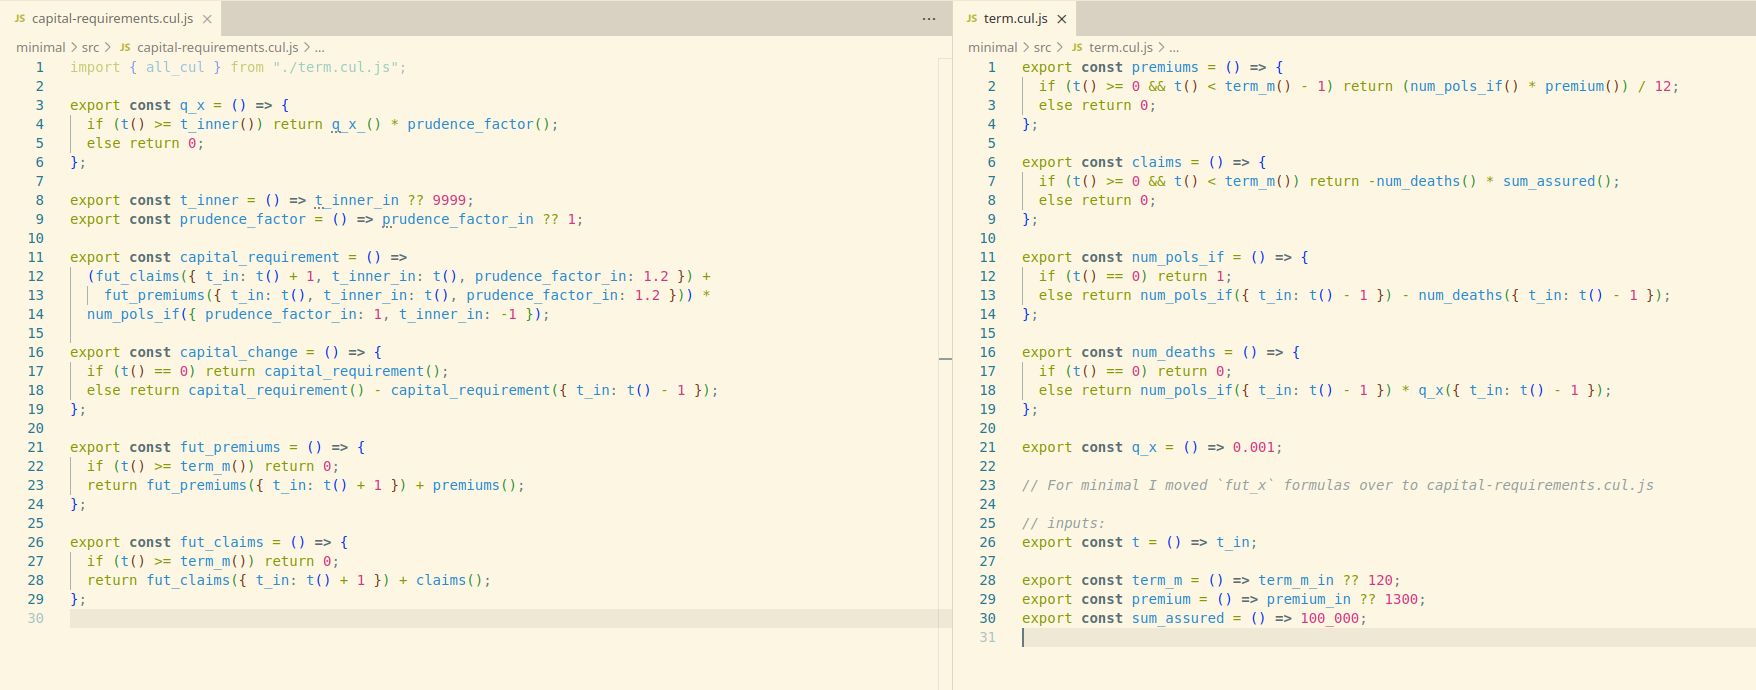 JS capital-requirements.cul.js ×
...
minimal > src > JS capital-requirements.cul.js > ...
1 import { all_cul } from "./term.cul.js";
2
3 export const q_x = () => {
4 if (t() >= t_inner()) return q_x_() * prudence_factor();
5 else return 0;
6 };
7
8 export const t_inner = () => t_inner_in ?? 9999;
9 export const prudence_factor = () => prudence_factor_in ?? 1;
10
11 export const capital_requirement = () =>
12 (fut_claims({ t_in: t() + 1, t_inner_in: t(), prudence_factor_in: 1.2 }) +
13 fut_premiums({ t_in: t(), t_inner_in: t(), prudence_factor_in: 1.2 })) *
14 num_pols_if({ prudence_factor_in: 1, t_inner_in: -1 });
15
16 export const capital_change = () => {
17 if (t() == 0) return capital_requirement();
18 else return capital_requirement() - capital_requirement({ t_in: t() - 1 });
19 };
20
21 export const fut_premiums = () => {
22 if (t() >= term_m()) return 0;
23 return fut_premiums({ t_in: t() + 1 }) + premiums();
24 };
25
26 export const fut_claims = () => {
27 if (t() >= term_m()) return 0;
28 return fut_claims({ t_in: t() + 1 }) + claims();
29 };
30
JS term.cul.js ×
minimal > src > JS term.cul.js > ...
1 export const premiums = () => {
2 if (t() >= 0 && t() < term_m() - 1) return (num_pols_if() * premium()) / 12;
3 else return 0;
4 };
5
6 export const claims = () => {
7 if (t() >= 0 && t() < term_m()) return -num_deaths() * sum_assured();
8 else return 0;
9 };
10
11 export const num_pols_if = () => {
12 if (t() == 0) return 1;
13 else return num_pols_if({ t_in: t() - 1 }) - num_deaths({ t_in: t() - 1 });
14 };
15
16 export const num_deaths = () => {
17 if (t() == 0) return 0;
18 else return num_pols_if({ t_in: t() - 1 }) * q_x({ t_in: t() - 1 });
19 };
20
21 export const q_x = () => 0.001;
22
23 // For minimal I moved `fut_x` formulas over to capital-requirements.cul.js
24
25 // inputs:
26 export const t = () => t_in;
27
28 export const term_m = () => term_m_in ?? 120;
29 export const premium = () => premium_in ?? 1300;
30 export const sum_assured = () => 100_000;
31